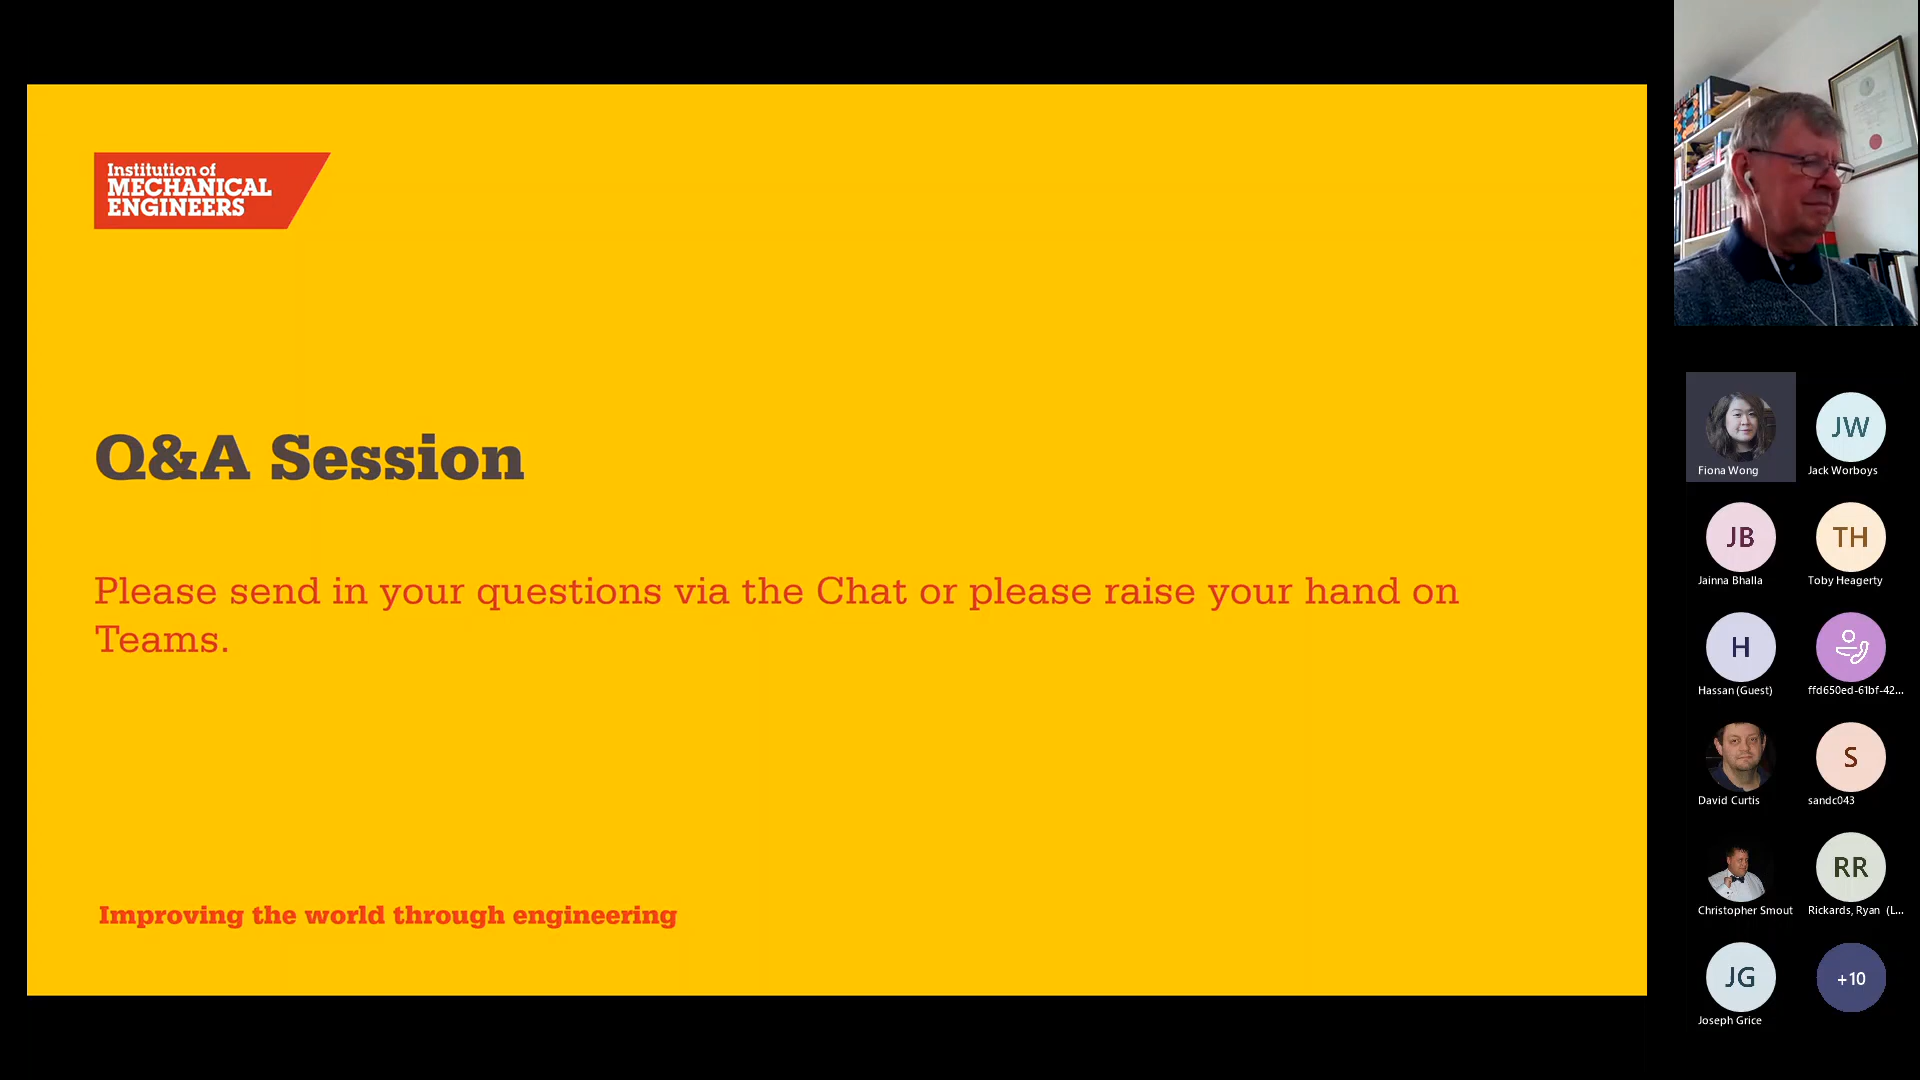 Institution of
MECHANICAL
ENGINEERS
Q&A Session
Please send in your questions via the Chat or please raise your hand on
Teams.
Improving the world through engineering
Fiona Wong
JW
Jack Worboys
JB
Jainna Bhalla
TH
Toby Heagerty
H
Hassan (Guest)
ffd650ed-61bf-42...
David Curtis
S
sandc043
Christopher Smout
RR
Rickards, Ryan (L...
JG
Joseph Grice
+10